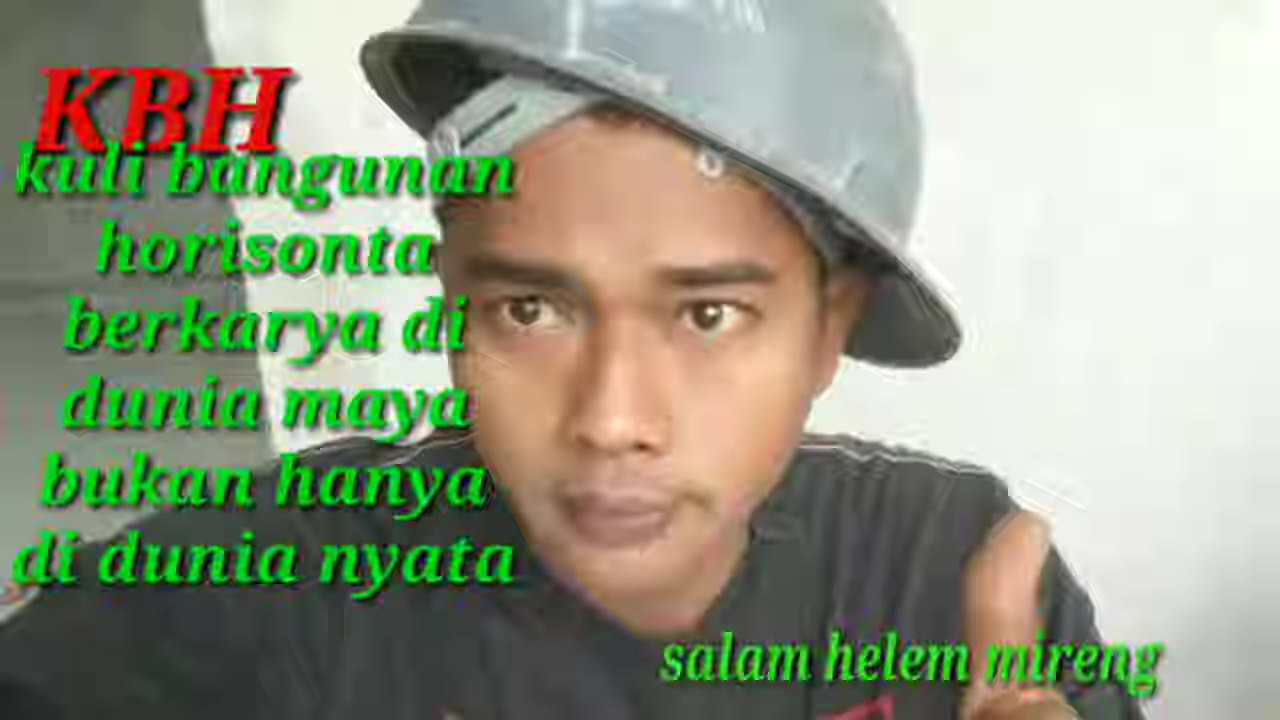 KBH
kuli bangunan
horisonta
berkarya di
dunia maya
bukan hanya
di dunia nyata
salam helem mireng